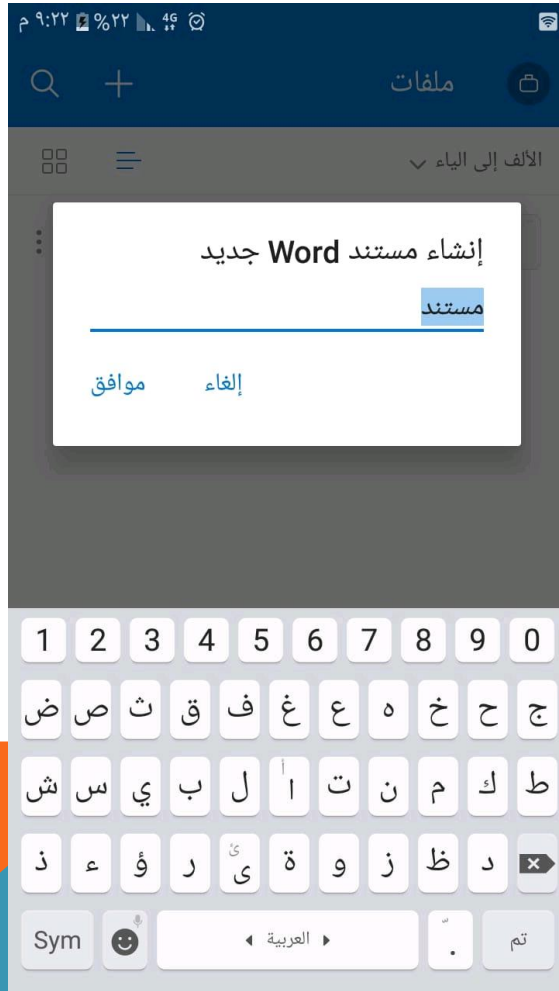 ٩:٢٢ م %٢٢ 4G
ملفات
الألف إلى الياء
إنشاء مستند Word جديد
مستند
إلغاء موافق
1 2 3 4 5 6 7 8 9 0
ض ص ث ق ف غ ع ه خ ح ج
ش س ي ب ل ا أ ت ن م ك ط
ذ ء ؤ ر ى ئ ة و ز ظ د
Sym العربية . تم